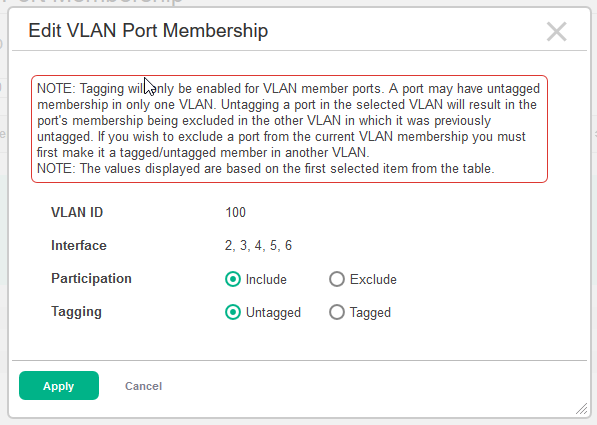 Port Membership
Edit VLAN Port Membership
NOTE: Tagging will only be enabled for VLAN member ports. A port may have untagged
membership in only one VLAN. Untagging a port in the selected VLAN will result in the
port's membership being excluded in the other VLAN in which it was previously
untagged. If you wish to exclude a port from the current VLAN membership you must
first make it a tagged/untagged member in another VLAN.
NOTE: The values displayed are based on the first selected item from the table.
VLAN ID 100
Interface 2, 3, 4, 5, 6
Participation Include Exclude
Tagging Untagged Tagged
Apply Cancel